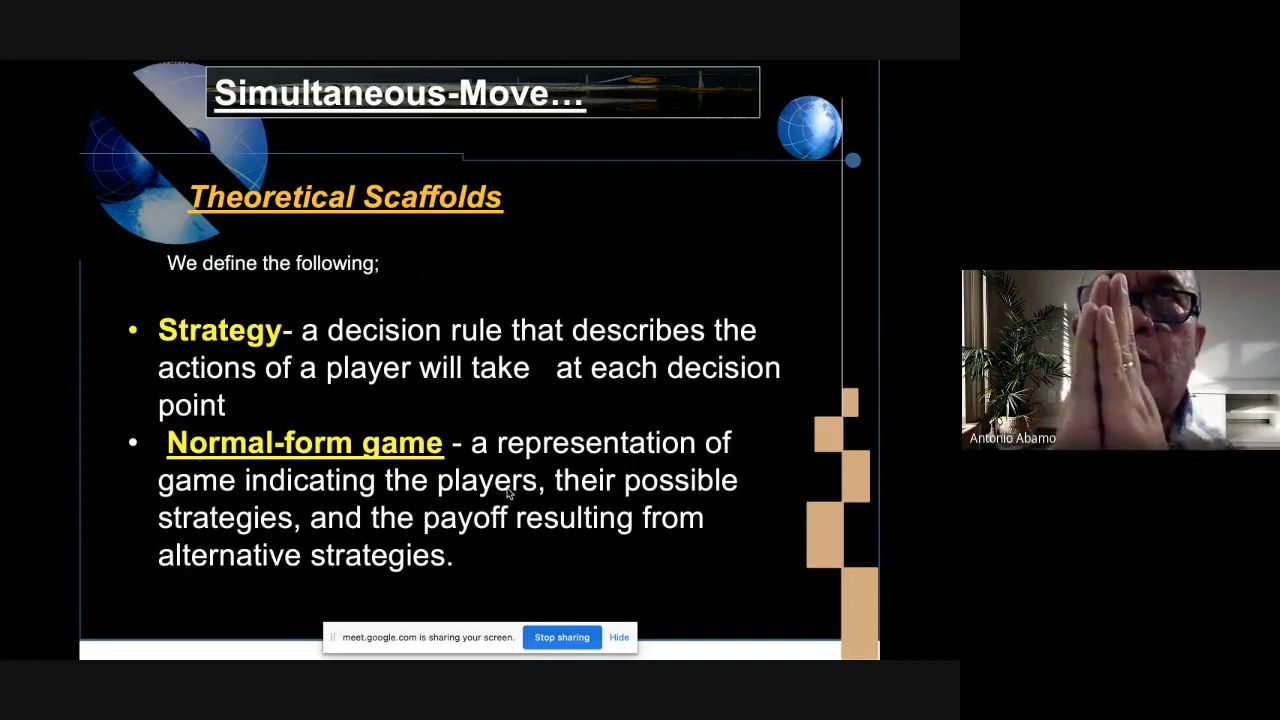 Simultaneous-Move...
Theoretical Scaffolds
We define the following;
• Strategy- a decision rule that describes the
actions of a player will take at each decision
point
• Normal-form game - a representation of
game indicating the players, their possible
strategies, and the payoff resulting from
alternative strategies.
meet.google.com is sharing your screen. Stop sharing Hide
Antonio Abamo